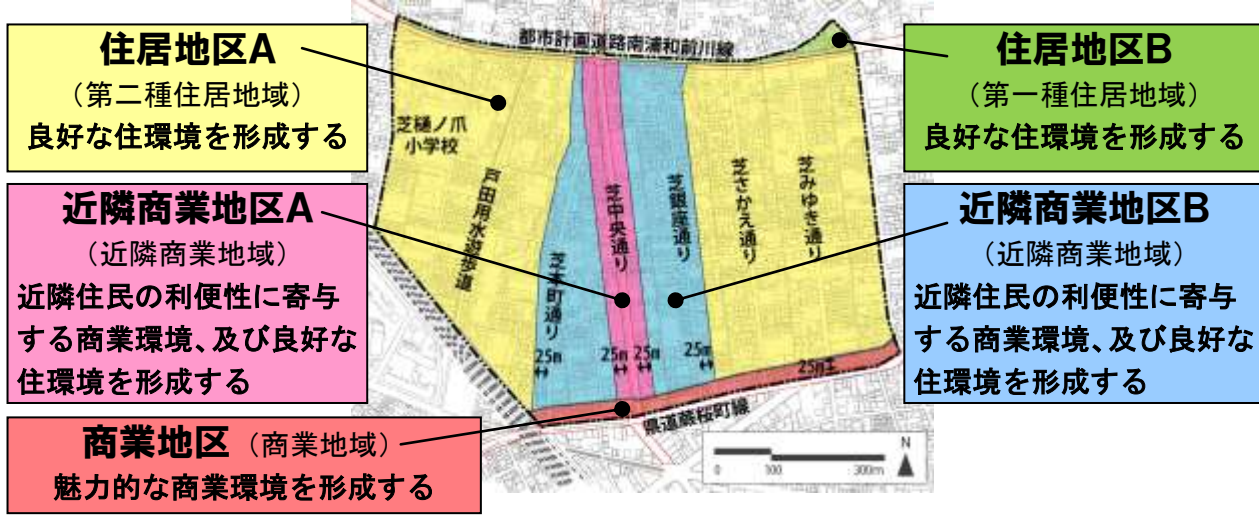 住居地区A
（第二種住居地域）
良好な住環境を形成する
近隣商業地区A
（近隣商業地域）
近隣住民の利便性に寄与
する商業環境、及び良好な
住環境を形成する
商業地区（商業地域）
魅力的な商業環境を形成する
都市計画道路南浦和前川線
芝樋ノ爪
小学校
戸田用水遊歩道
芝本町通り
芝中央通り
芝銀座通り
芝さかえ通り
芝みゆき通り
25m
25m
25m
25m
25m
県道蕨桜町線
N
0 100 300m
住居地区B
（第一種住居地域）
良好な住環境を形成する
近隣商業地区B
（近隣商業地域）
近隣住民の利便性に寄与
する商業環境、及び良好な
住環境を形成する